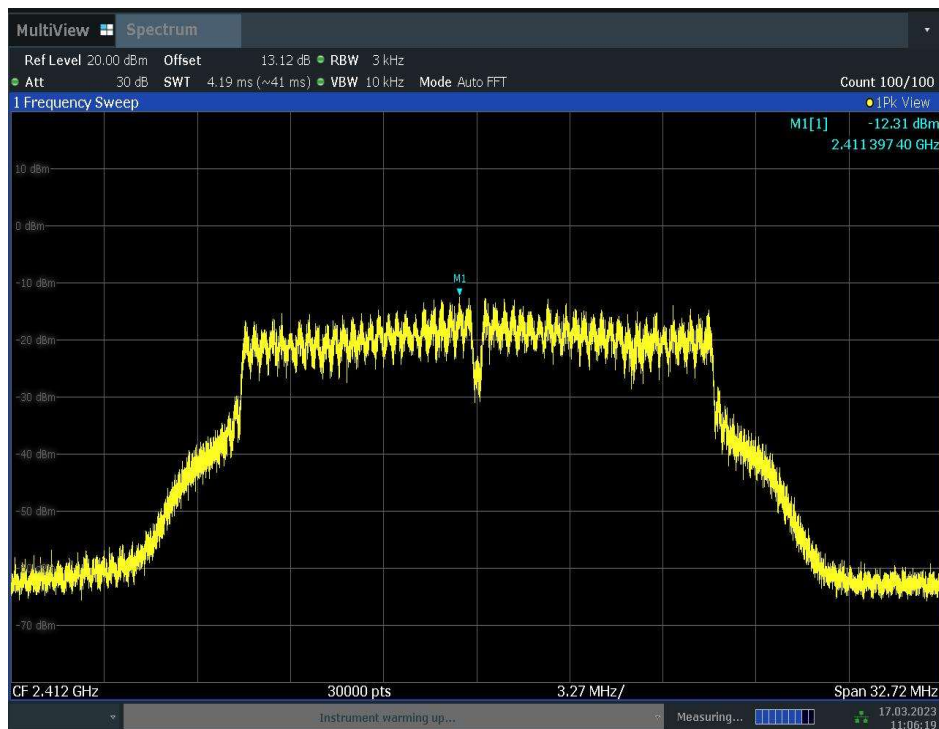 MultiView Spectrum
Ref Level 20.00 dBm Offset 13.12 dB RBW 3 kHz
Att 30 dB SWT 4.19 ms (~41 ms) VBW 10 kHz Mode Auto FFT Count 100/100
1 Frequency Sweep 1Pk View
M1[1] -12.31 dBm
2.411 397 40 GHz
10 dBm
0 dBm
M1
-10 dBm
-20 dBm
-30 dBm
-40 dBm
-50 dBm
-70 dBm
CF 2.412 GHz 30000 pts 3.27 MHz/ Span 32.72 MHz
Instrument warming up... Measuring... 17.03.2023
11:06:19